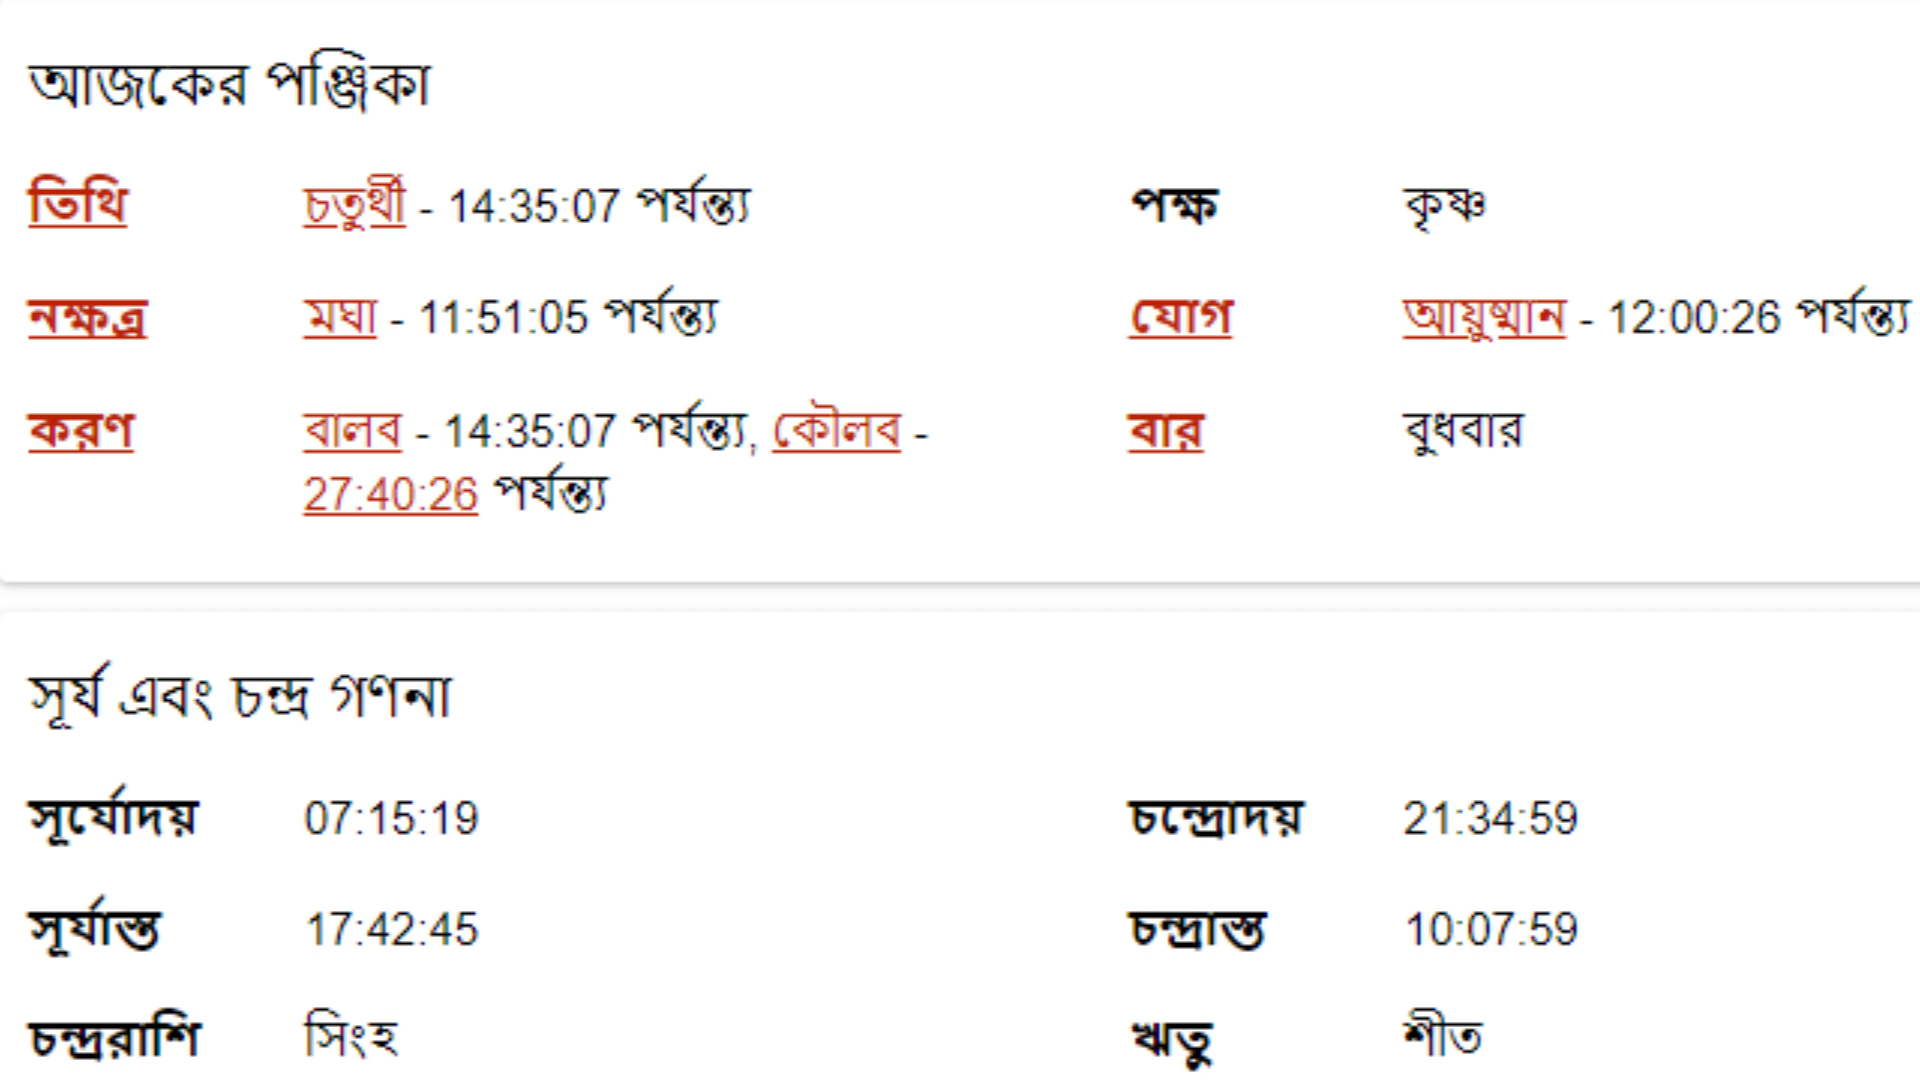 আজকের পঞ্জিকা
তিথি চতুর্থী - 14:35:07 পর্যন্ত্য পক্ষ কৃষ্ণ
নক্ষত্র মঘা - 11:51:05 পর্যন্ত্য যোগ আয়ুষ্মান - 12:00:26 পর্যন্ত্য
করণ বালব - 14:35:07 পর্যন্ত্য, কৌলব - বার বুধবার
27:40:26 পর্যন্ত্য
সূর্য এবং চন্দ্র গণনা
সূর্যোদয় 07:15:19 চন্দ্রোদয় 21:34:59
সূর্যাস্ত 17:42:45 চন্দ্রাস্ত 10:07:59
চন্দ্ররাশি সিংহ ঋতু শীত